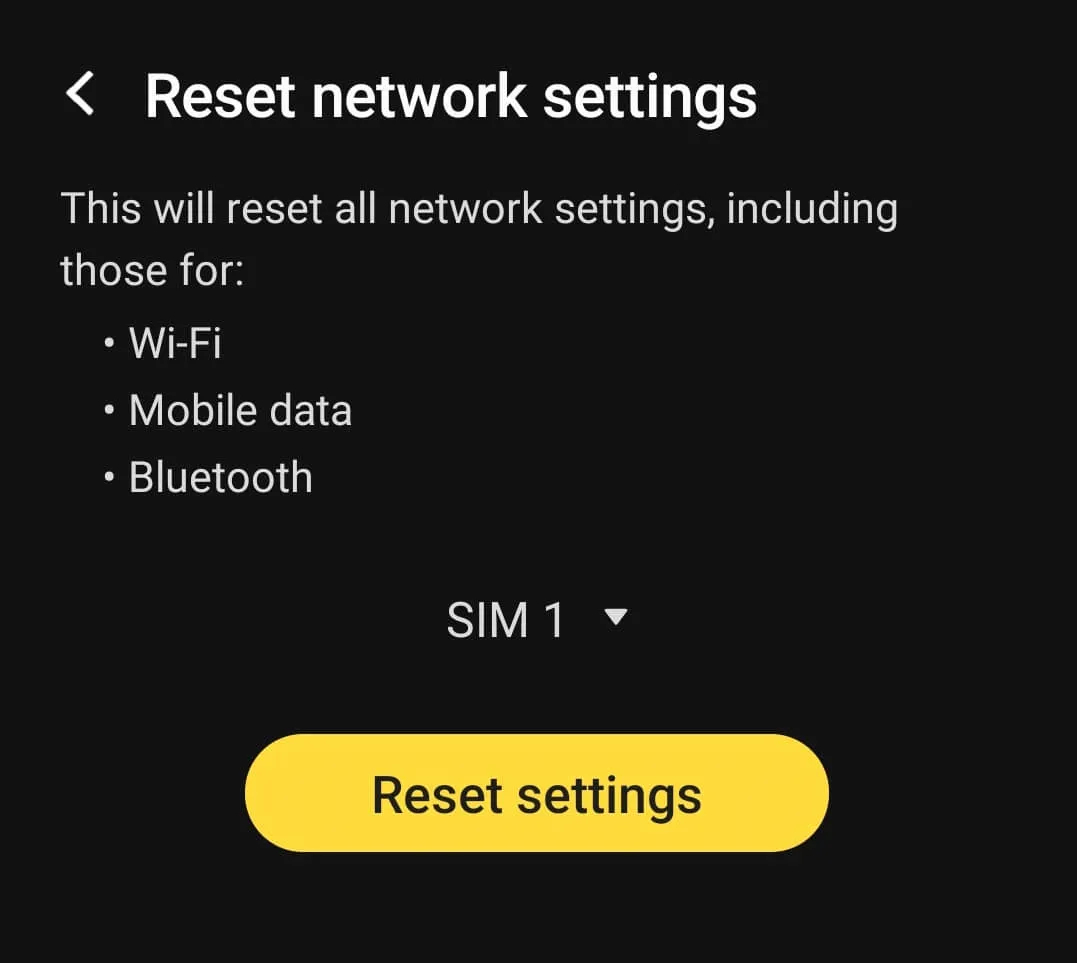 Reset network settings
This will reset all network settings, including
those for:
• Wi-Fi
• Mobile data
• Bluetooth
SIM 1
Reset settings